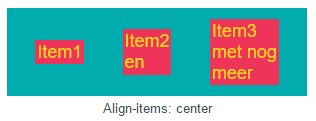 Item1
Item2
en
Item3
met nog
meer
Align-items: center